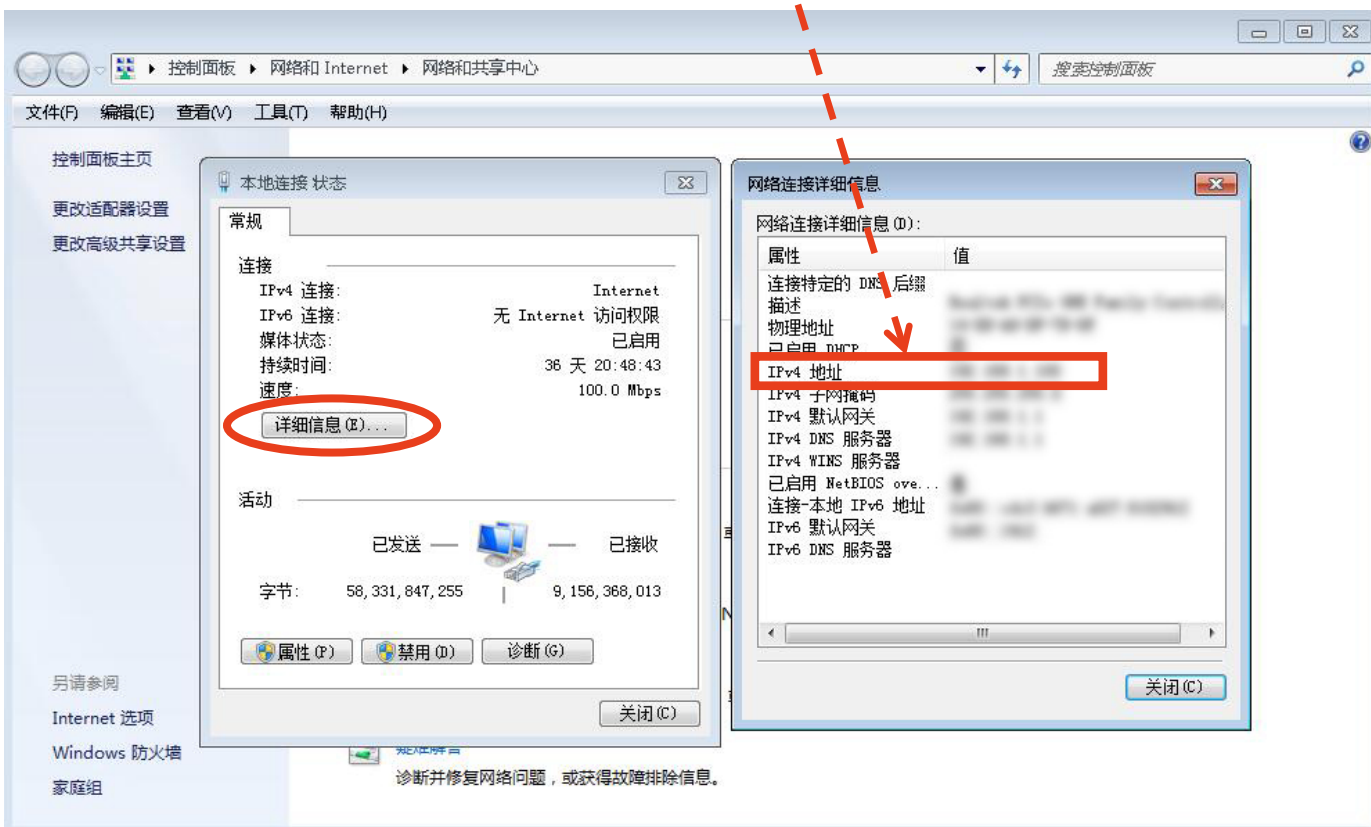 控制面板 ▸ 网络和 Internet ▸ 网络和共享中心
搜索控制面板
文件(F) 编辑(E) 查看(V) 工具(T) 帮助(H)
控制面板主页
更改适配器设置
更改高级共享设置
另请参阅
Internet 选项
Windows 防火墙
家庭组
本地连接 状态
常规
连接
IPv4 连接: Internet
IPv6 连接: 无 Internet 访问权限
媒体状态: 已启用
持续时间: 36 天 20:48:43
速度: 100.0 Mbps
详细信息(E)...
活动
已发送 — — 已接收
字节: 58,331,847,255 | 9,156,368,013
属性(P) 禁用(D) 诊断(G)
关闭(C)
网络连接详细信息
网络连接详细信息(D):
属性 值
连接特定的 DNS 后缀
描述
物理地址
已启用 DHCP
IPv4 地址
IPv4 子网掩码
IPv4 默认网关
IPv4 DNS 服务器
IPv4 WINS 服务器
已启用 NetBIOS ove...
连接-本地 IPv6 地址
IPv6 默认网关
IPv6 DNS 服务器
关闭(C)
疑难解答
诊断并修复网络问题，或获得故障排除信息。